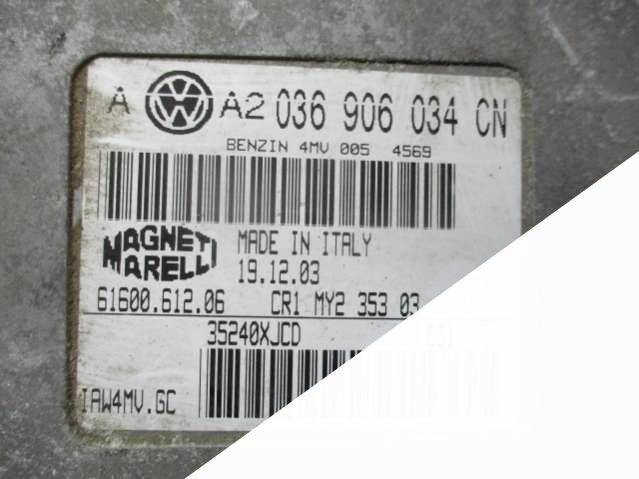 A VW A2 036 906 034 CN
BENZIN 4MV 005 4569
MAGNETI
MARELLI
MADE IN ITALY
19.12.03
61600.612.06 CR1 MY2 353 03
35240XJCD
IAW4MV.GC